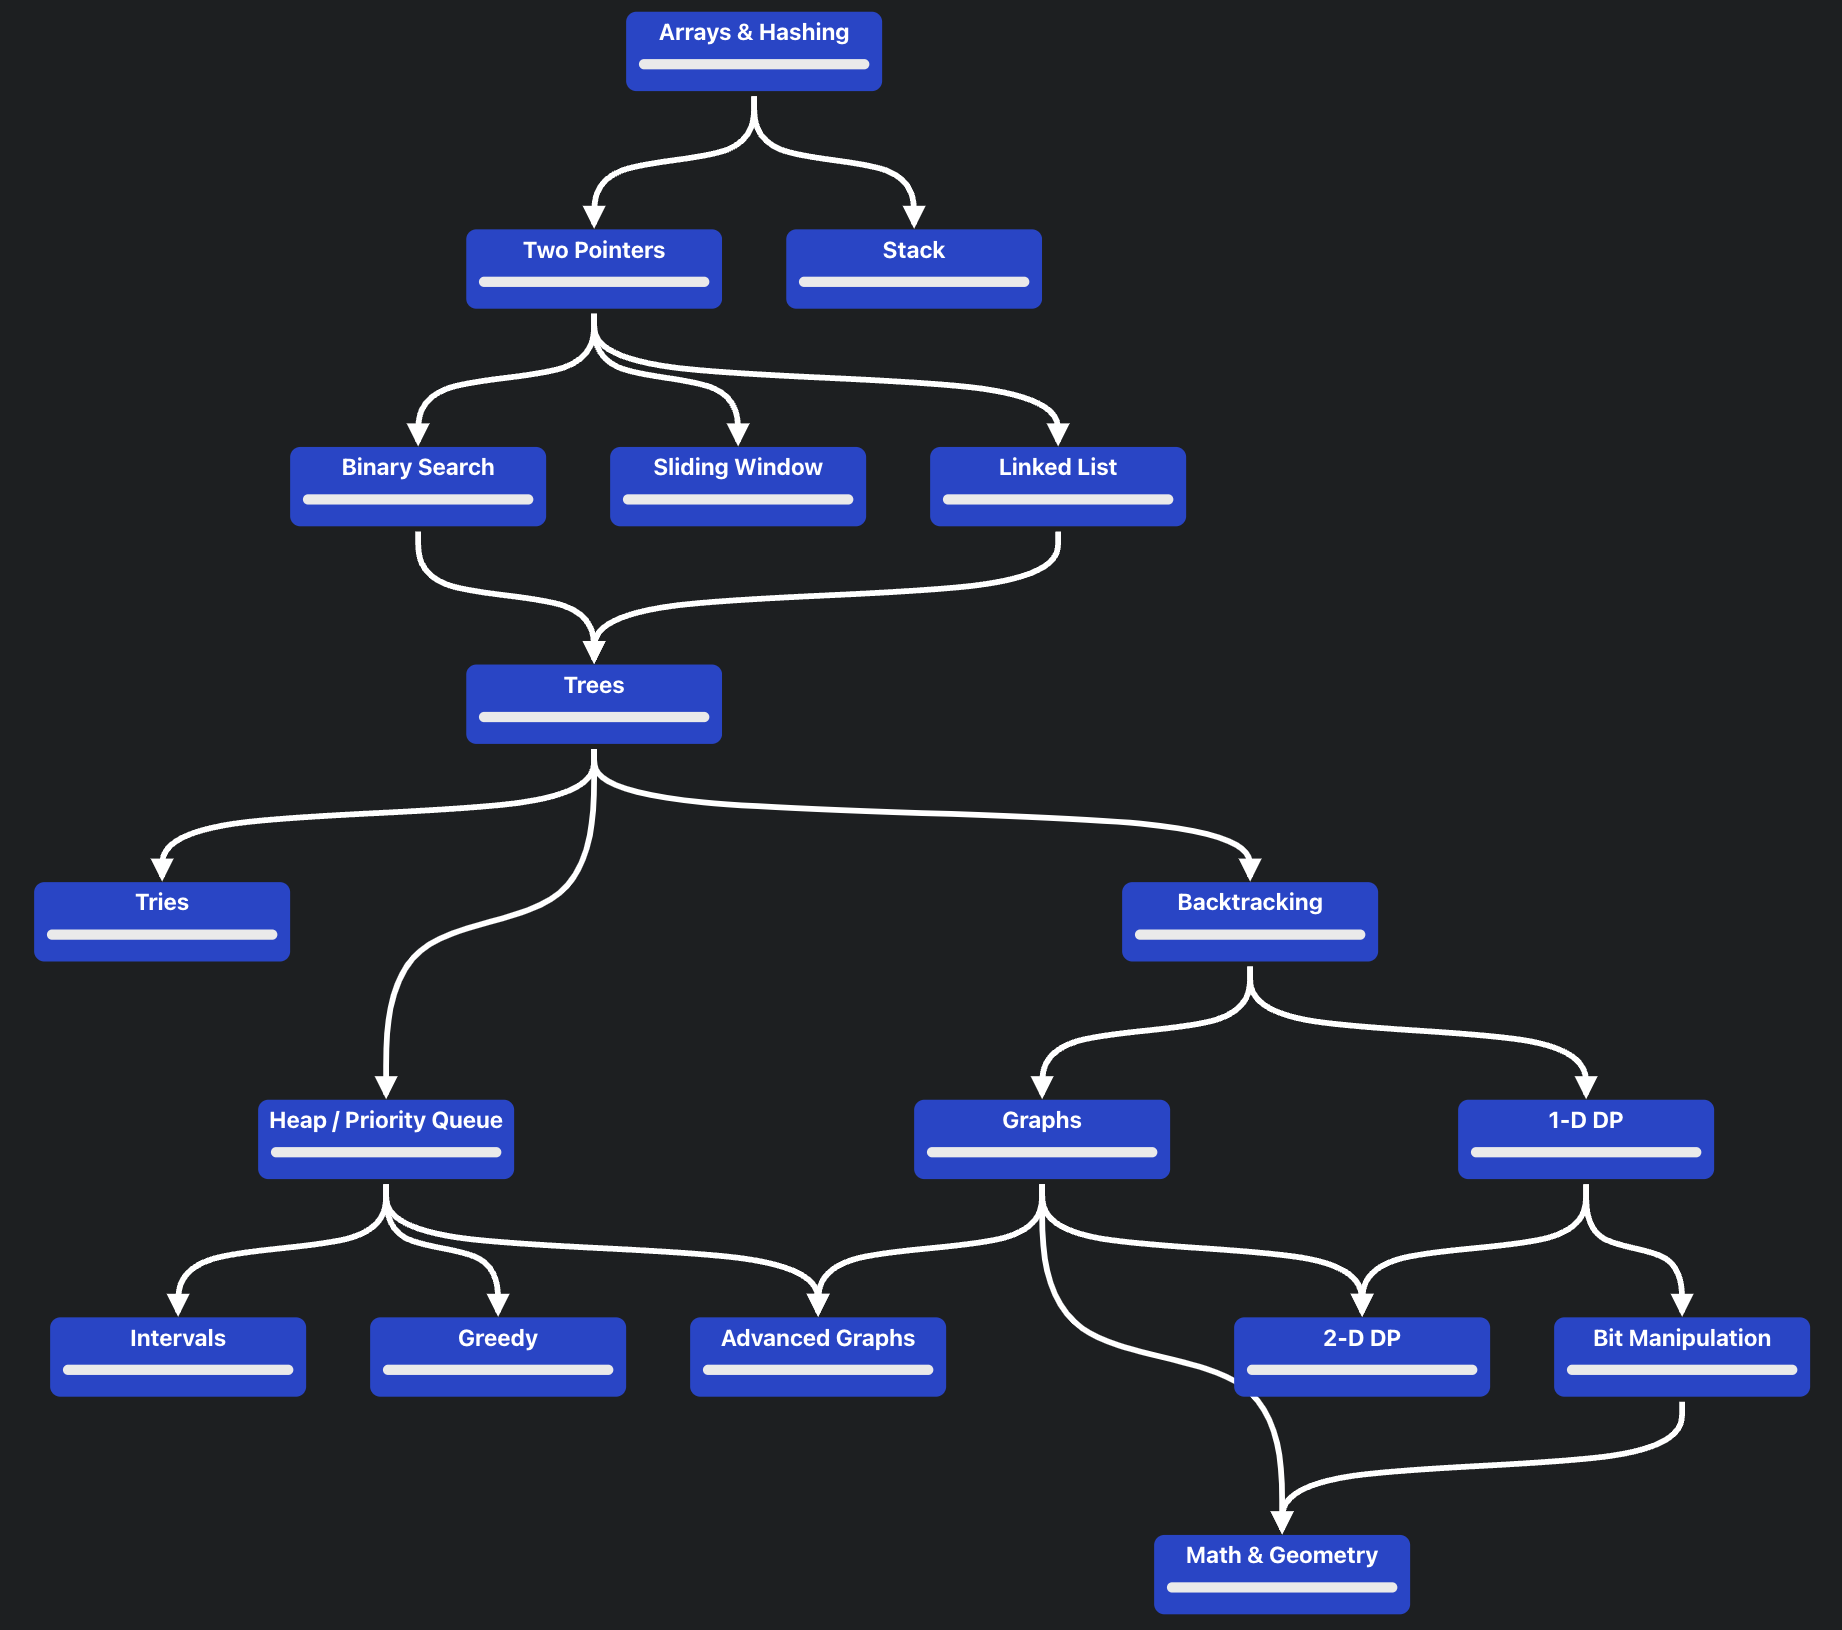 Arrays & Hashing
Two Pointers
Stack
Binary Search
Sliding Window
Linked List
Trees
Tries
Backtracking
Heap / Priority Queue
Graphs
1-D DP
Intervals
Greedy
Advanced Graphs
2-D DP
Bit Manipulation
Math & Geometry